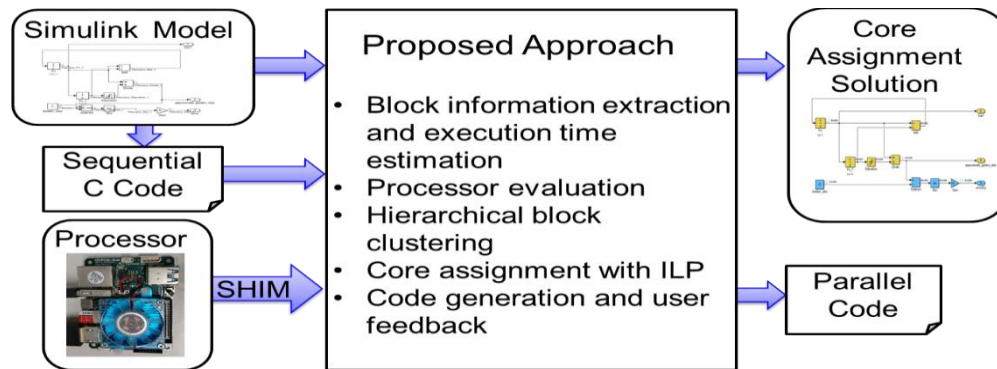 Simulink Model
Sequential
C Code
Processor
SHIM
Proposed Approach
• Block information extraction
and execution time
estimation
• Processor evaluation
• Hierarchical block
clustering
• Core assignment with ILP
• Code generation and user
feedback
Core
Assignment
Solution
Parallel
Code